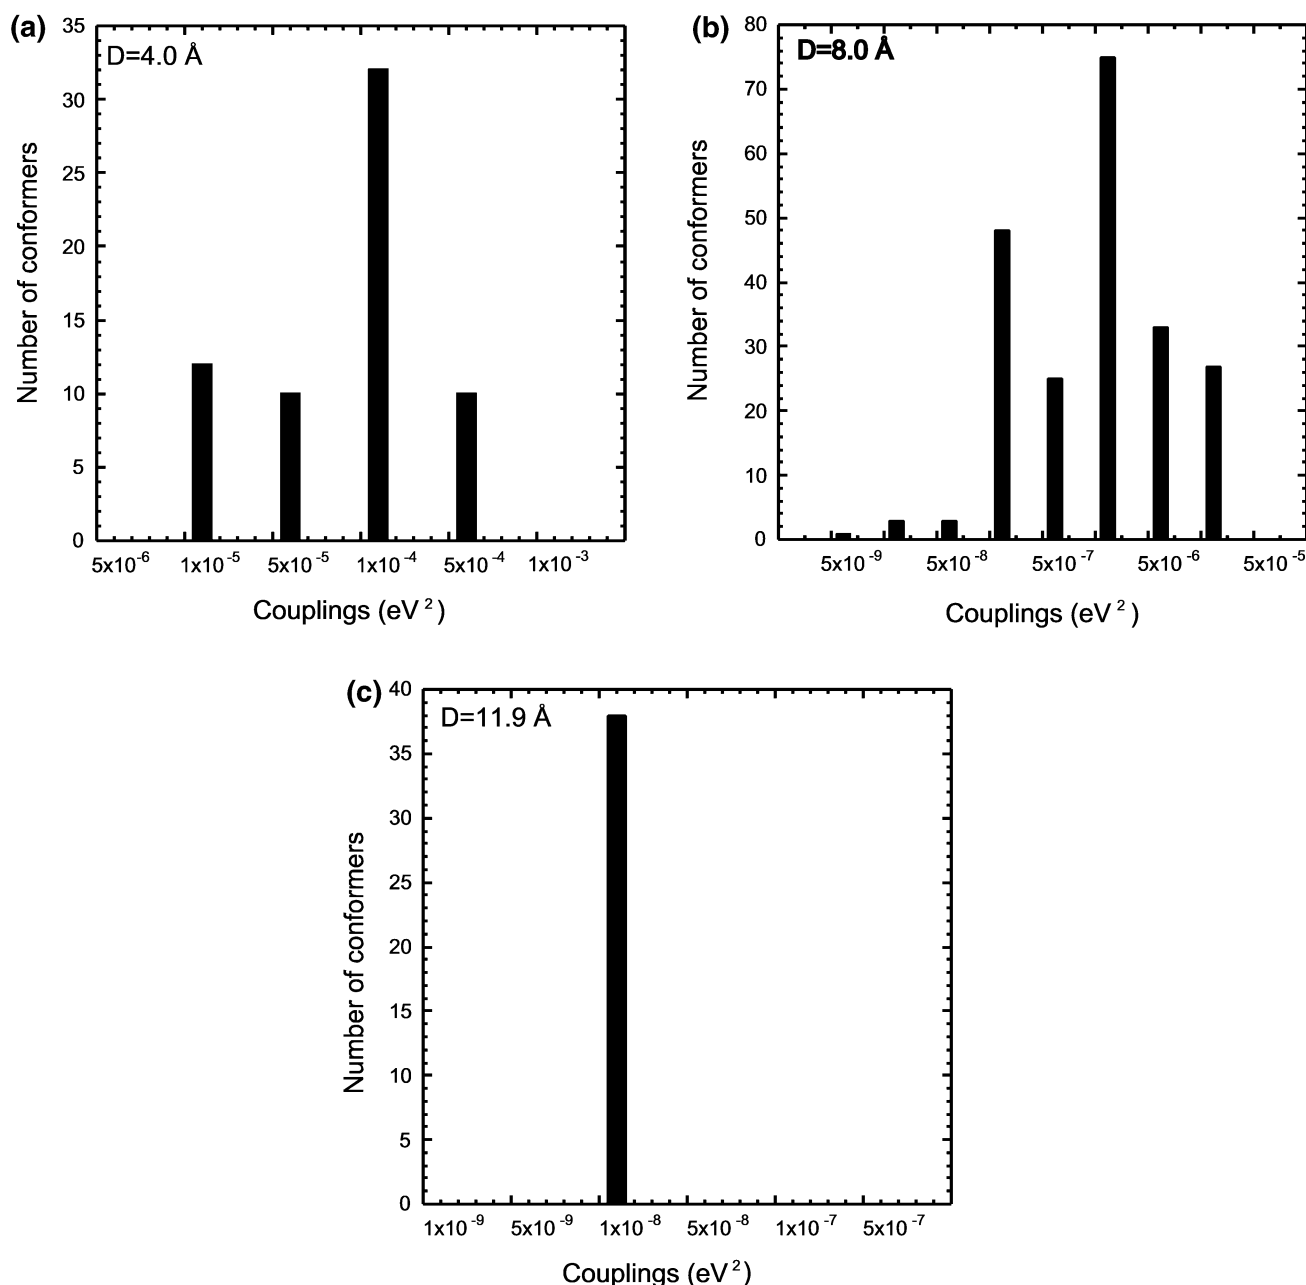 (a)
D=4.0 Å
35
30
25
20
15
10
5
0
Number of conformers
5x10⁻⁶ 1x10⁻⁵ 5x10⁻⁵ 1x10⁻⁴ 5x10⁻⁴ 1x10⁻³
Couplings (eV²)
(b)
D=8.0 Å
80
70
60
50
40
30
20
10
0
Number of conformers
5x10⁻⁹ 5x10⁻⁸ 5x10⁻⁷ 5x10⁻⁶ 5x10⁻⁵
Couplings (eV²)
(c)
D=11.9 Å
40
35
30
25
20
15
10
5
0
Number of conformers
1x10⁻⁹ 5x10⁻⁹ 1x10⁻⁸ 5x10⁻⁸ 1x10⁻⁷ 5x10⁻⁷
Couplings (eV²)